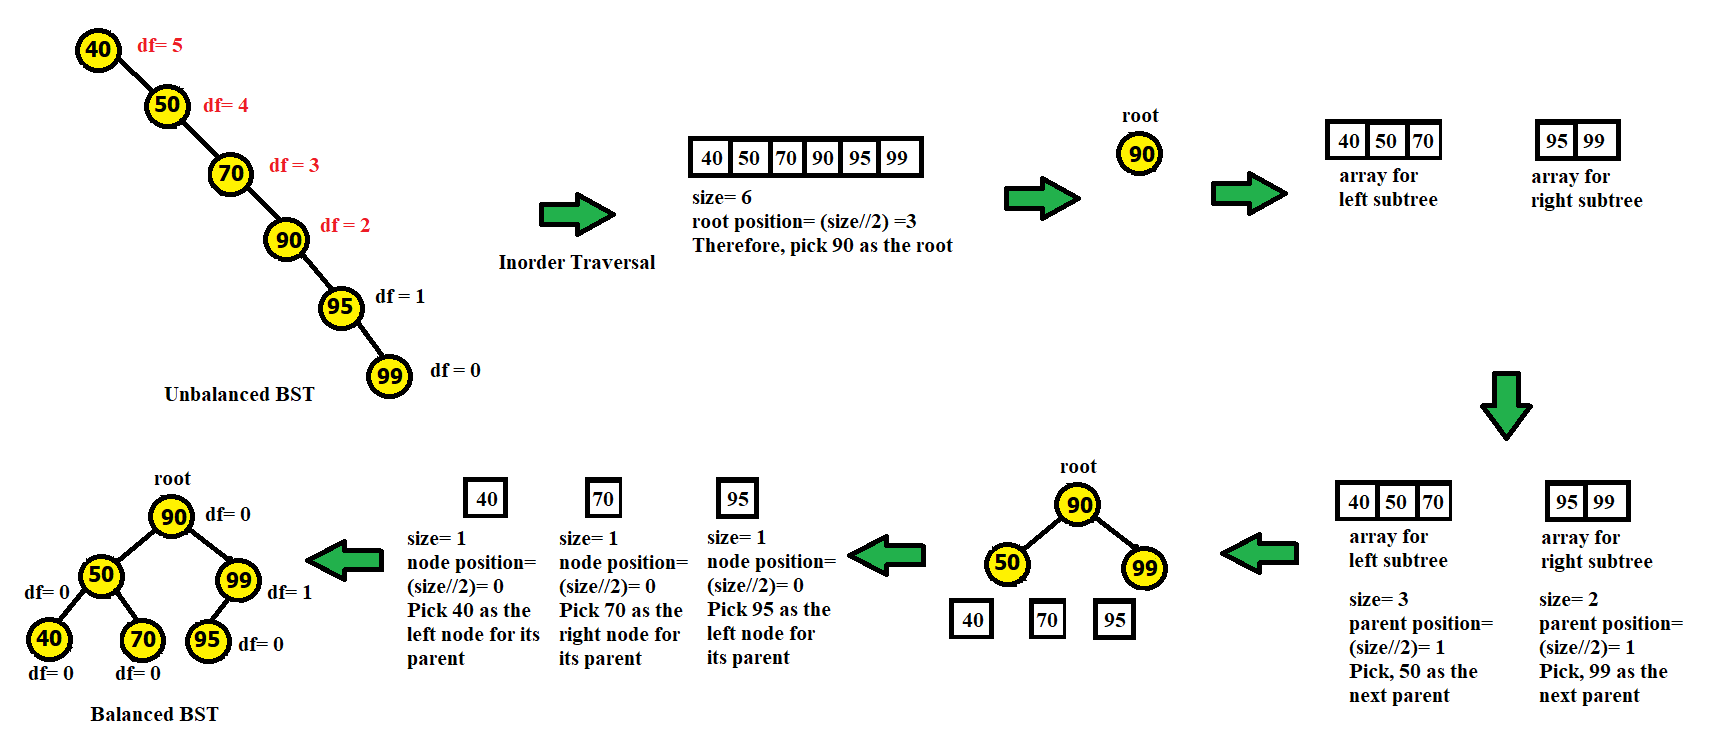 40 df= 5
50 df= 4
70 df = 3
90 df = 2
95 df = 1
99 df = 0
Unbalanced BST
Inorder Traversal
40 50 70 90 95 99
size= 6
root position= (size//2) =3
Therefore, pick 90 as the root
root
90
40 50 70
array for
left subtree
95 99
array for
right subtree
40 50 70
array for
left subtree
size= 3
parent position=
(size//2)= 1
Pick, 50 as the
next parent
95 99
array for
right subtree
size= 2
parent position=
(size//2)= 1
Pick, 99 as the
next parent
root
90
50 99
40 70 95
40
size= 1
node position=
(size//2)= 0
Pick 40 as the
left node for its
parent
70
size= 1
node position=
(size//2)= 0
Pick 70 as the
right node for
its parent
95
size= 1
node position=
(size//2)= 0
Pick 95 as the
left node for
its parent
root
90 df= 0
df= 0 50 99 df= 1
40 70 95 df= 0
df= 0 df= 0
Balanced BST